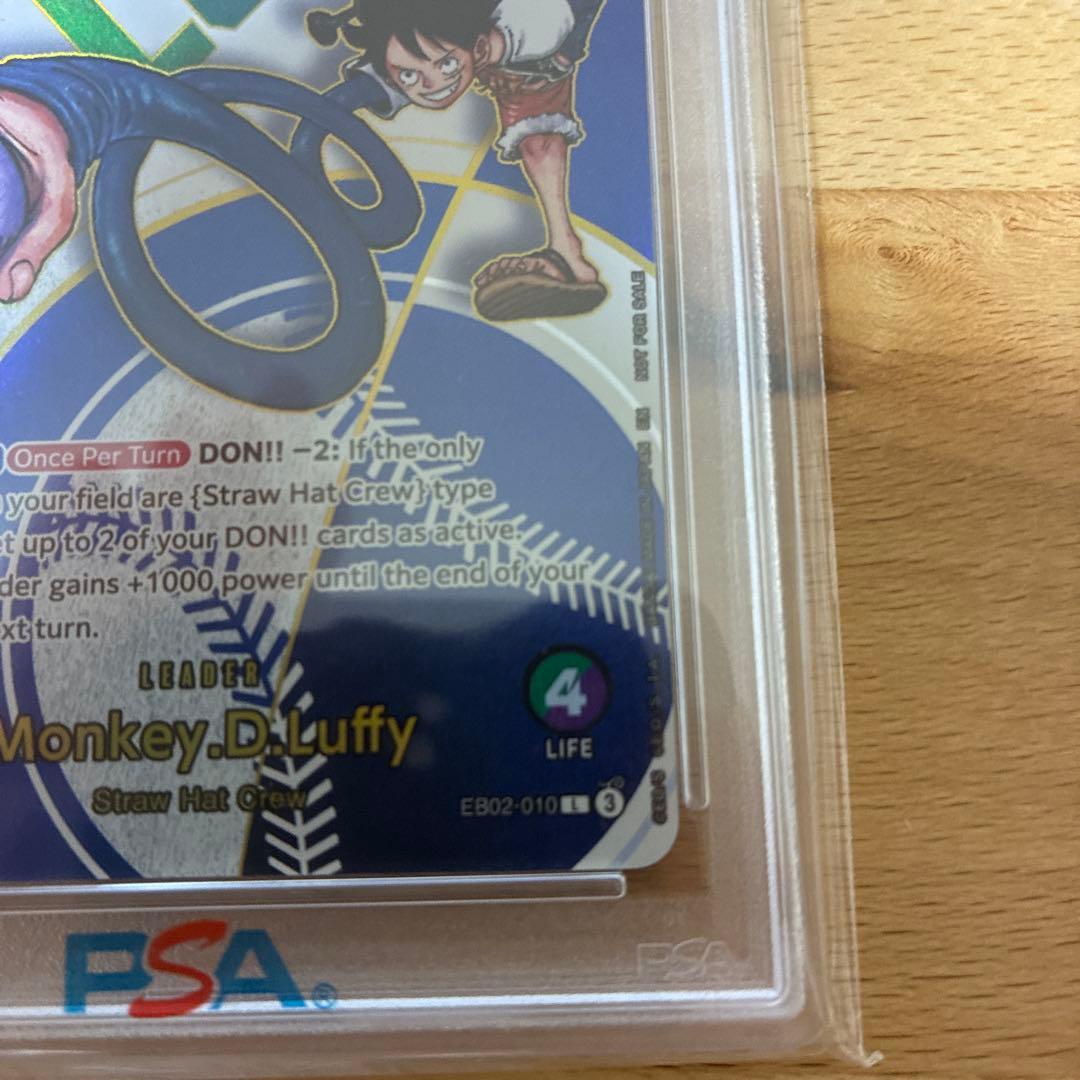 Once Per Turn DON!! −2: If the only
your field are {Straw Hat Crew} type
et up to 2 of your DON!! cards as active.
der gains +1000 power until the end of your
xt turn.
LEADER
Monkey.D.Luffy
Straw Hat Crew
4
LIFE
EB02-010 L 3
NOT FOR SALE
EN
PSA®
PSA